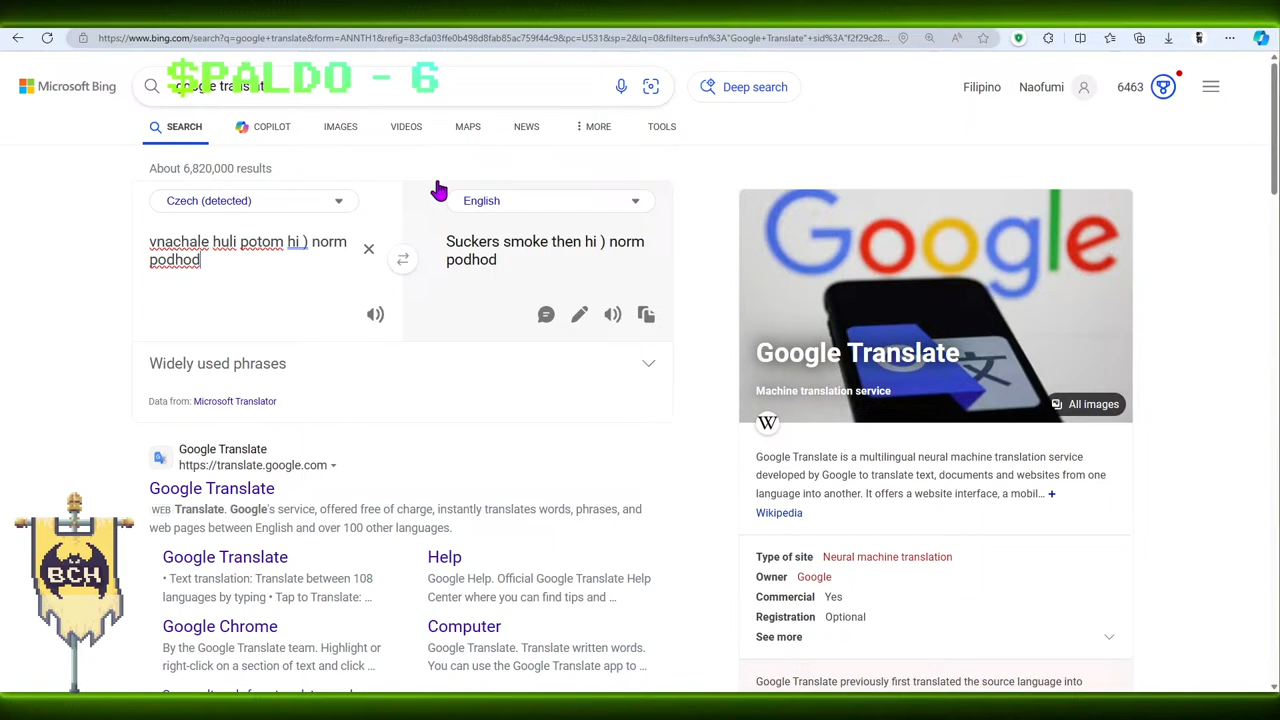 https://www.bing.com/search?q=google+translate&form=ANNTH1&refig=83cfa03ffe0b498d8fab85ac759f44c9&pc=U531&sp=2&lq=0&filters=ufn%3A"Google+Translate"+sid%3A"f2f29c28...
$PALDO - 6
Microsoft Bing
google translat
Deep search
Filipino
Naofumi
6463
SEARCH
COPILOT
IMAGES
VIDEOS
MAPS
NEWS
MORE
TOOLS
About 6,820,000 results
Czech (detected)
English
vnachale huli potom hi ) norm
podhod
Suckers smoke then hi ) norm
podhod
Widely used phrases
Data from: Microsoft Translator
Google
Google Translate
Machine translation service
All images
W
Google Translate is a multilingual neural machine translation service
developed by Google to translate text, documents and websites from one
language into another. It offers a website interface, a mobil... +
Wikipedia
Type of site Neural machine translation
Owner Google
Commercial Yes
Registration Optional
See more
Google Translate previously first translated the source language into
Google Translate
https://translate.google.com
Google Translate
WEB Translate. Google's service, offered free of charge, instantly translates words, phrases, and
web pages between English and over 100 other languages.
Google Translate
• Text translation: Translate between 108
languages by typing • Tap to Translate: ...
Help
Google Help. Official Google Translate Help
Center where you can find tips and ...
Google Chrome
By the Google Translate team. Highlight or
right-click on a section of text and click ...
Computer
Google Translate. Translate written words.
You can use the Google Translate app to ...
BCH